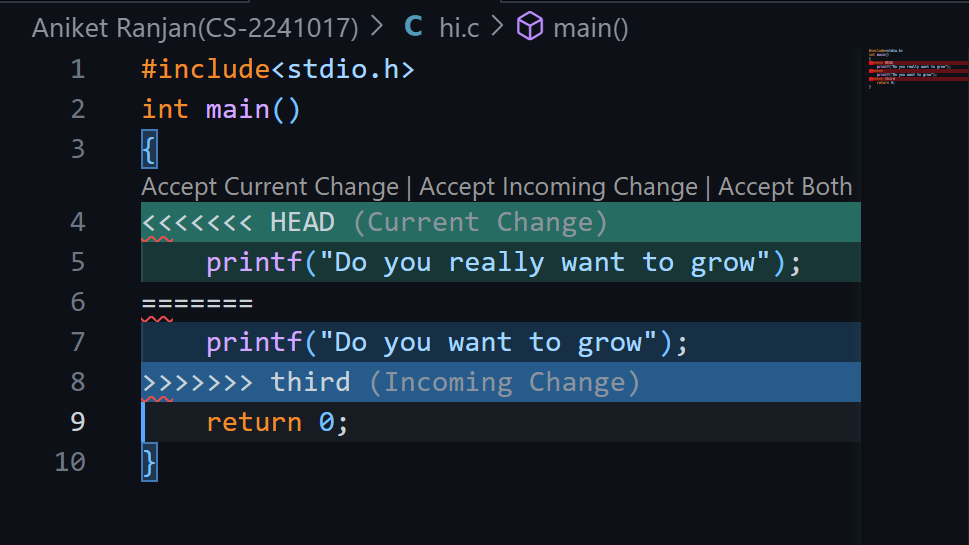 Aniket Ranjan(CS-2241017) > C hi.c > main()
1 #include<stdio.h>
2 int main()
3 {
Accept Current Change | Accept Incoming Change | Accept Both
4 <<<<<<< HEAD (Current Change)
5 printf("Do you really want to grow");
6 =======
7 printf("Do you want to grow");
8 >>>>>>> third (Incoming Change)
9 return 0;
10 }